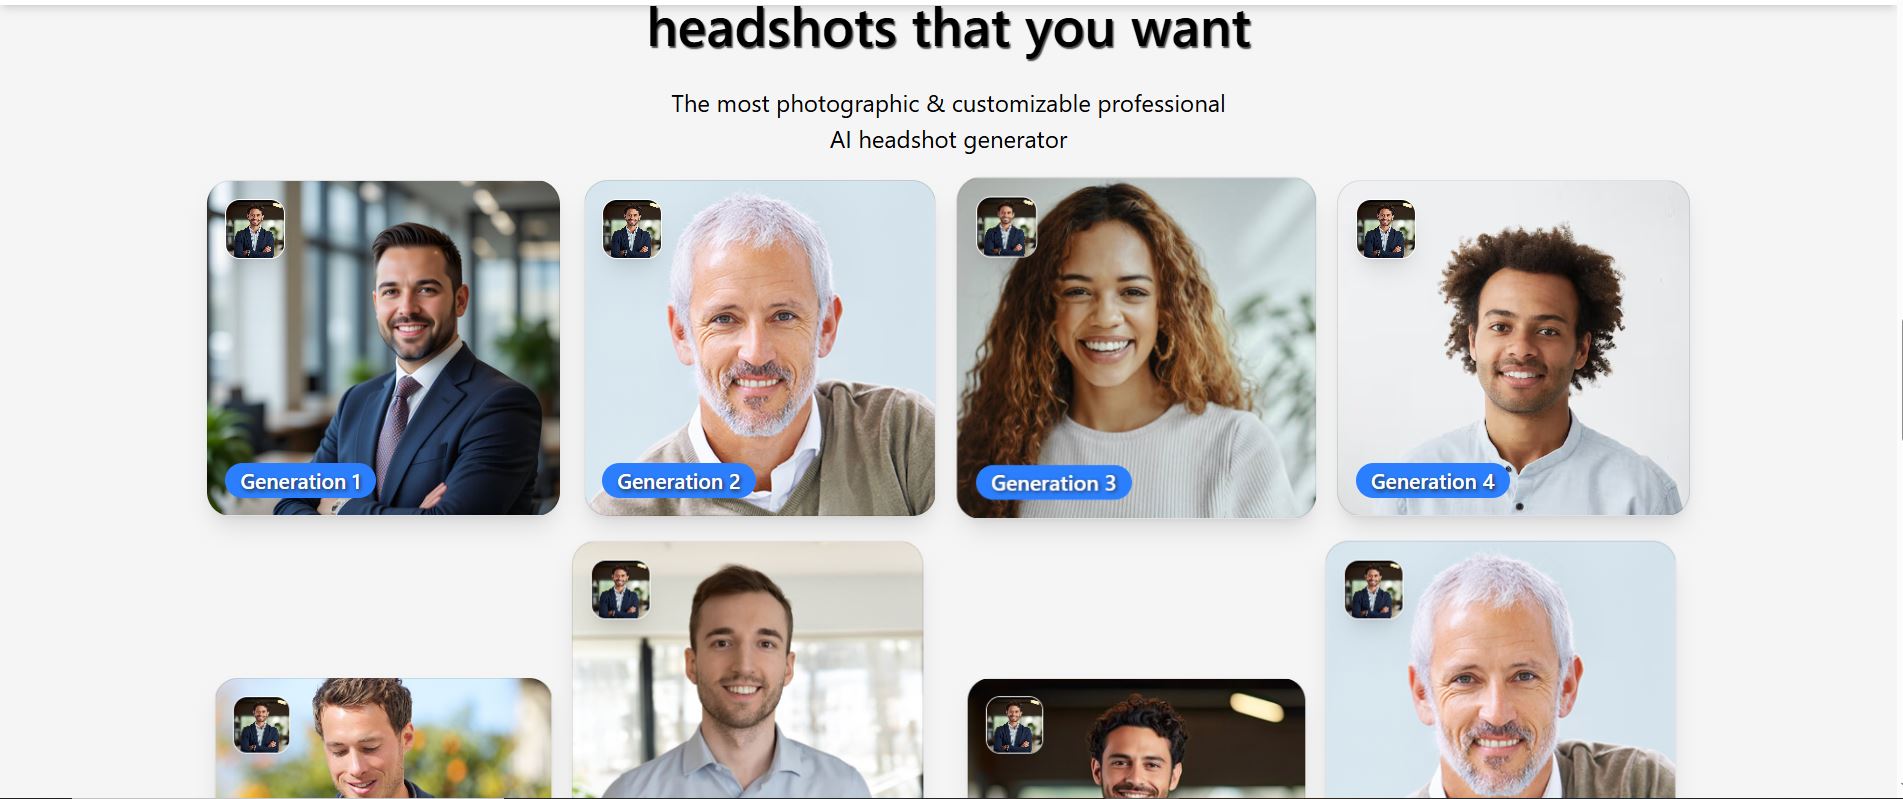 headshots that you want
The most photographic & customizable professional
AI headshot generator
Generation 1
Generation 2
Generation 3
Generation 4